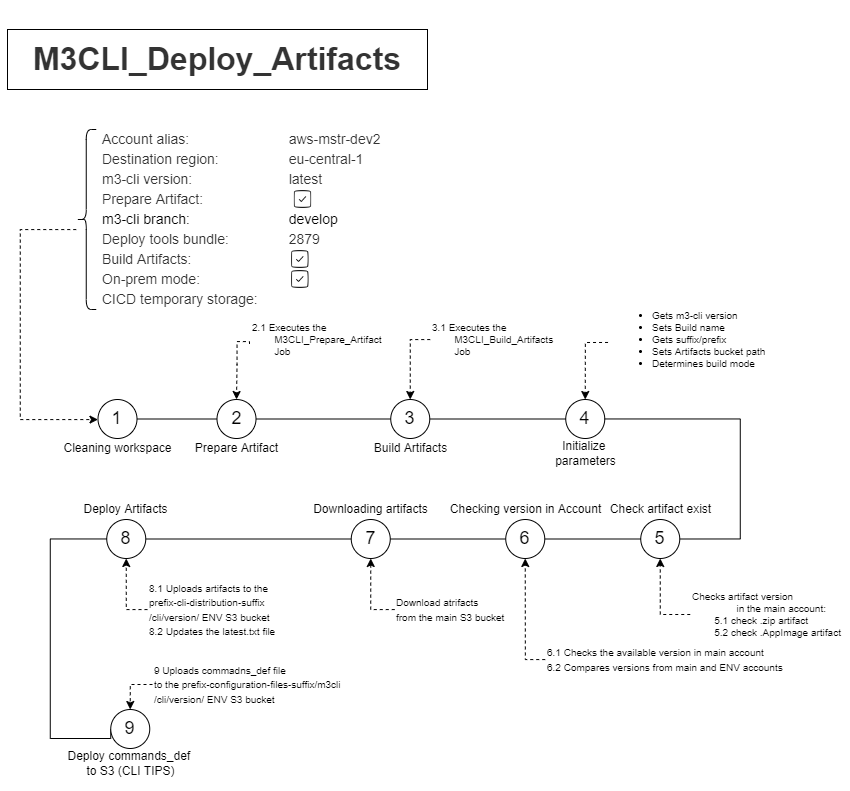 M3CLI_Deploy_Artifacts
Account alias: aws-mstr-dev2
Destination region: eu-central-1
m3-cli version: latest
Prepare Artifact:
m3-cli branch: develop
Deploy tools bundle: 2879
Build Artifacts:
On-prem mode:
CICD temporary storage:
2.1 Executes the
M3CLI_Prepare_Artifact
Job
3.1 Executes the
M3CLI_Build_Artifacts
Job
• Gets m3-cli version
• Sets Build name
• Gets suffix/prefix
• Sets Artifacts bucket path
• Determines build mode
1
Cleaning workspace
2
Prepare Artifact
3
Build Artifacts
4
Initialize
parameters
Deploy Artifacts
8
Downloading artifacts
7
Checking version in Account
6
Check artifact exist
5
8.1 Uploads artifacts to the
prefix-cli-distribution-suffix
/cli/version/ ENV S3 bucket
8.2 Updates the latest.txt file
Download atrifacts
from the main S3 bucket
Checks artifact version
in the main account:
5.1 check .zip artifact
5.2 check .AppImage artifact
6.1 Checks the available version in main account
6.2 Compares versions from main and ENV accounts
9 Uploads commadns_def file
to the prefix-configuration-files-suffix/m3cli
/cli/version/ ENV S3 bucket
9
Deploy commands_def
to S3 (CLI TIPS)